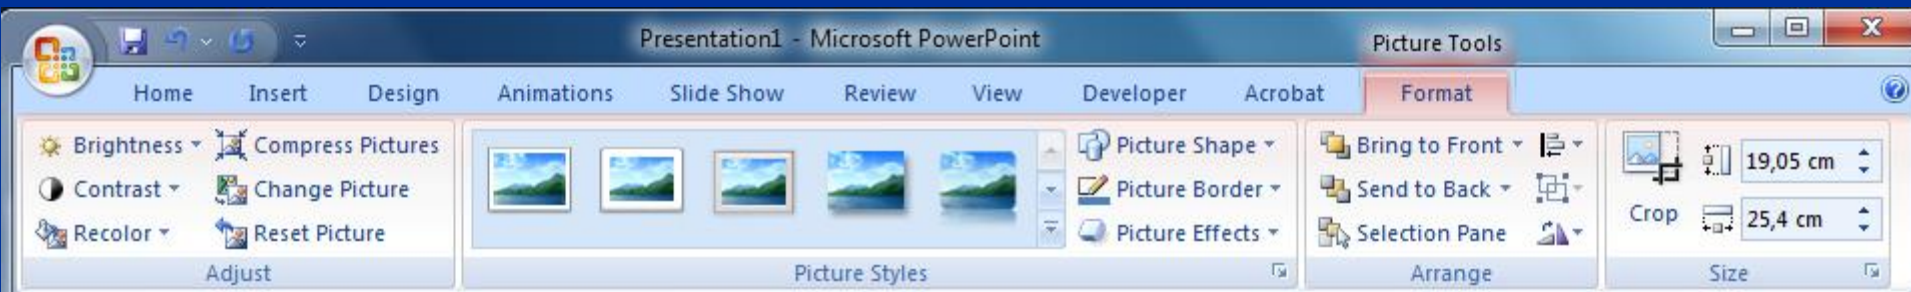 Presentation1 - Microsoft PowerPoint
Picture Tools
Home Insert Design Animations Slide Show Review View Developer Acrobat Format
Brightness
Contrast
Recolor
Compress Pictures
Change Picture
Reset Picture
Adjust
Picture Shape
Picture Border
Picture Effects
Picture Styles
Bring to Front
Send to Back
Selection Pane
Arrange
Crop
19,05 cm
25,4 cm
Size